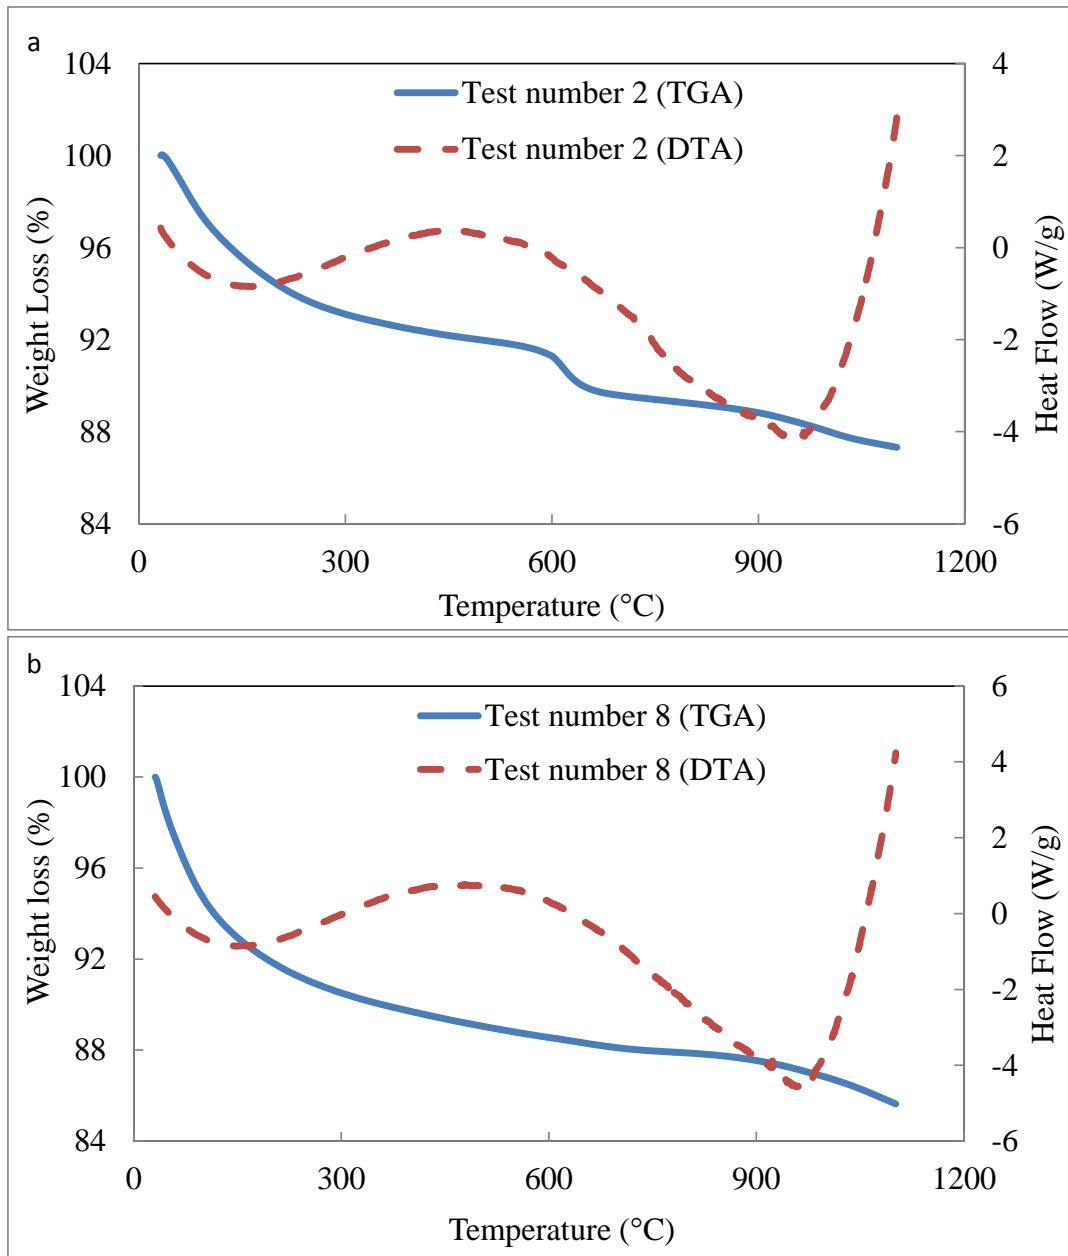 a
104
100
96
92
88
84
Weight Loss (%)
Test number 2 (TGA)
Test number 2 (DTA)
4
2
0
-2
-4
-6
Heat Flow (W/g)
0 300 600 900 1200
Temperature (°C)
b
104
100
96
92
88
84
Weight loss (%)
Test number 8 (TGA)
Test number 8 (DTA)
6
4
2
0
-2
-4
-6
Heat Flow (W/g)
0 300 600 900 1200
Temperature (°C)